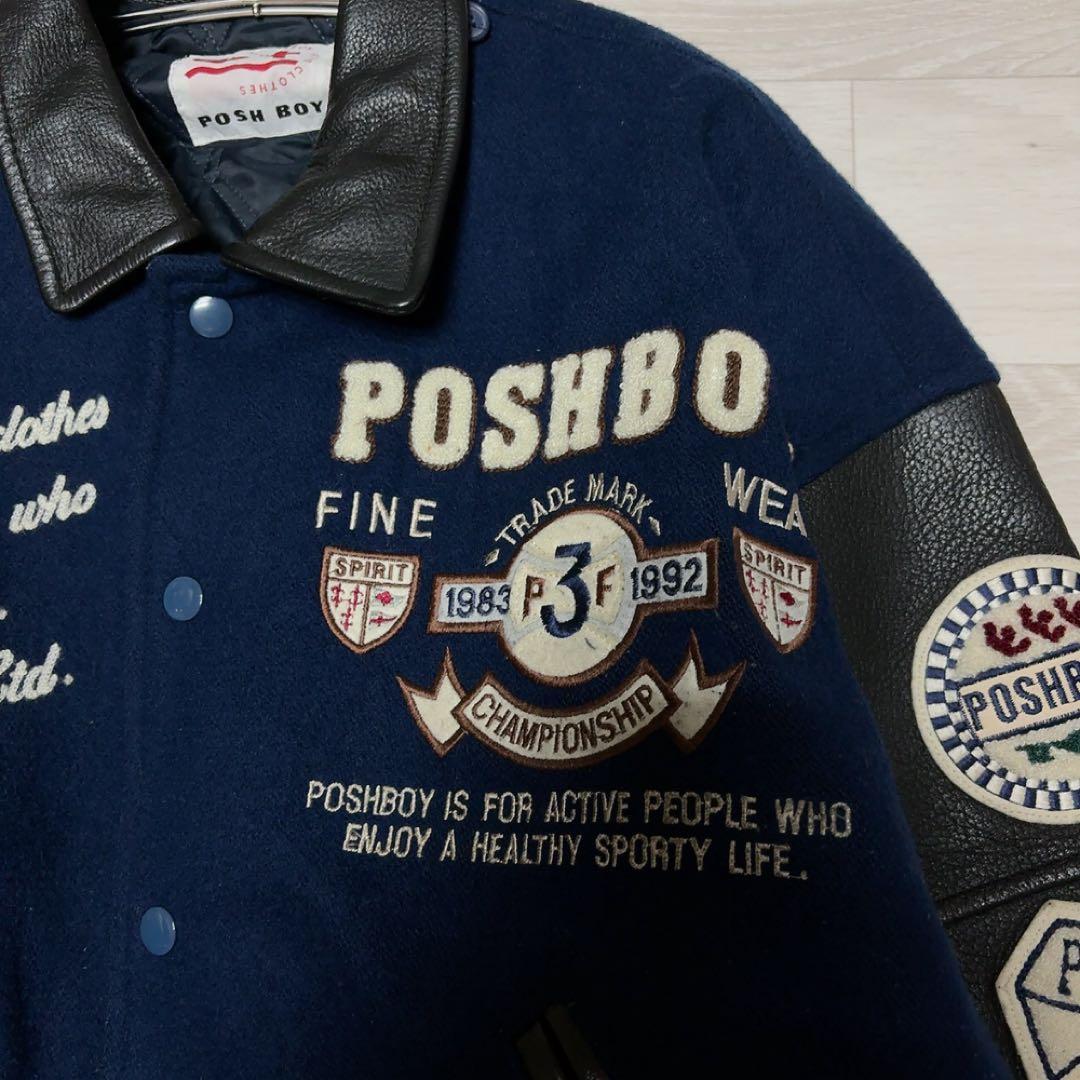 CLOTHES
POSH BOY
clothes
who
Ltd.
POSHBO
FINE
WEA
TRADE MARK
SPIRIT
1983 P 3 F 1992
SPIRIT
CHAMPIONSHIP
POSHBOY IS FOR ACTIVE PEOPLE WHO
ENJOY A HEALTHY SPORTY LIFE.
POSHB
P